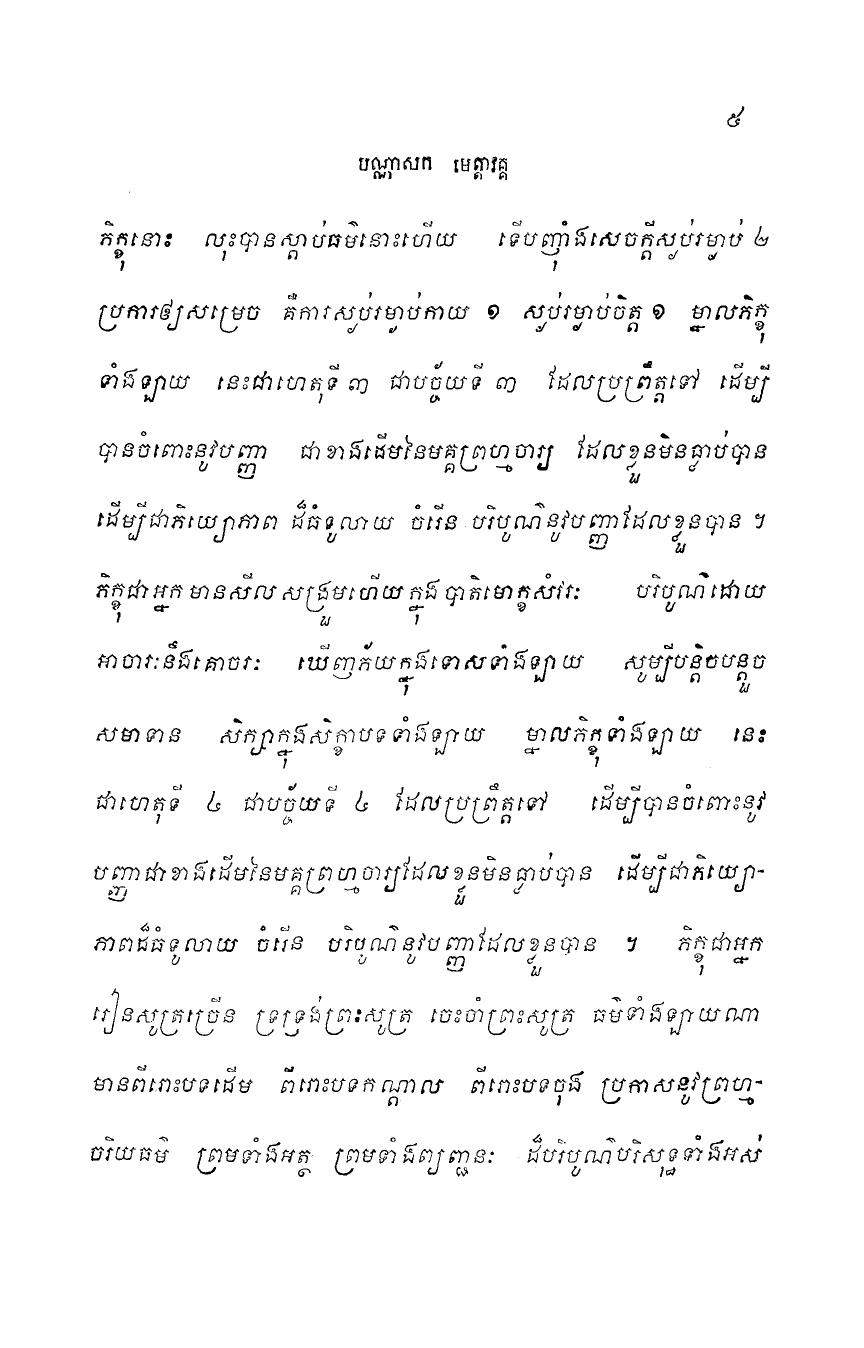 ៥
បណ្ណាសក មេត្តាវគ្គ
ភិក្ខុនោះ លុះបានស្តាប់ធម៌នោះហើយ ទើបញ៉ាំងសេចក្តីស្ងប់រម្ងាប់ ២
ប្រការឲ្យសម្រេច គឺការស្ងប់រម្ងាប់កាយ ១ ស្ងប់រម្ងាប់ចិត្ត ១ ម្នាលភិក្ខុ
ទាំងឡាយ នេះជាហេតុទី ៣ ជាបច្ច័យទី ៣ ដែលប្រព្រឹត្តទៅ ដើម្បី
បានចំពោះនូវបញ្ញា ជាខាងដើមនៃមគ្គព្រហ្មចារ្យ ដែលខ្លួនមិនធ្លាប់បាន
ដើម្បីជាភិយ្យោភាព ដ៏ធំទូលាយ ចំរើន បរិបូណ៌នូវបញ្ញាដែលខ្លួនបាន ។
ភិក្ខុជាអ្នក មានសីល សង្រួមហើយ ក្នុង បាតិមោក្ខសំវរៈ បរិបូណ៌ដោយ
អាចារៈនឹងគោចរៈ ឃើញភ័យក្នុងទោសទាំងឡាយ សូម្បីបន្តិចបន្តួច
សមាទាន សិក្សាក្នុងសិក្ខាបទទាំងឡាយ ម្នាលភិក្ខុទាំងឡាយ នេះ
ជាហេតុទី ៤ ជាបច្ច័យទី ៤ ដែលប្រព្រឹត្តទៅ ដើម្បីបានចំពោះនូវ
បញ្ញាជាខាងដើមនៃមគ្គព្រហ្មចារ្យដែលខ្លួនមិនធ្លាប់បាន ដើម្បីជាភិយ្យោ-
ភាពដ៏ធំទូលាយ ចំរើន បរិបូណ៌នូវបញ្ញាដែលខ្លួនបាន ។ ភិក្ខុជាអ្នក
រៀនសូត្រច្រើន ទ្រទ្រង់ព្រះសូត្រ ចេះចាំព្រះសូត្រ ធម៌ទាំងឡាយណា
មានពីរោះបទដើម ពីរោះបទកណ្តាល ពីរោះបទចុង ប្រកាសនូវព្រហ្ម-
ចរិយធម៌ ព្រមទាំងអត្ថ ព្រមទាំងព្យញ្ជនៈ ដ៏បរិបូណ៌បរិសុទ្ធទាំងអស់